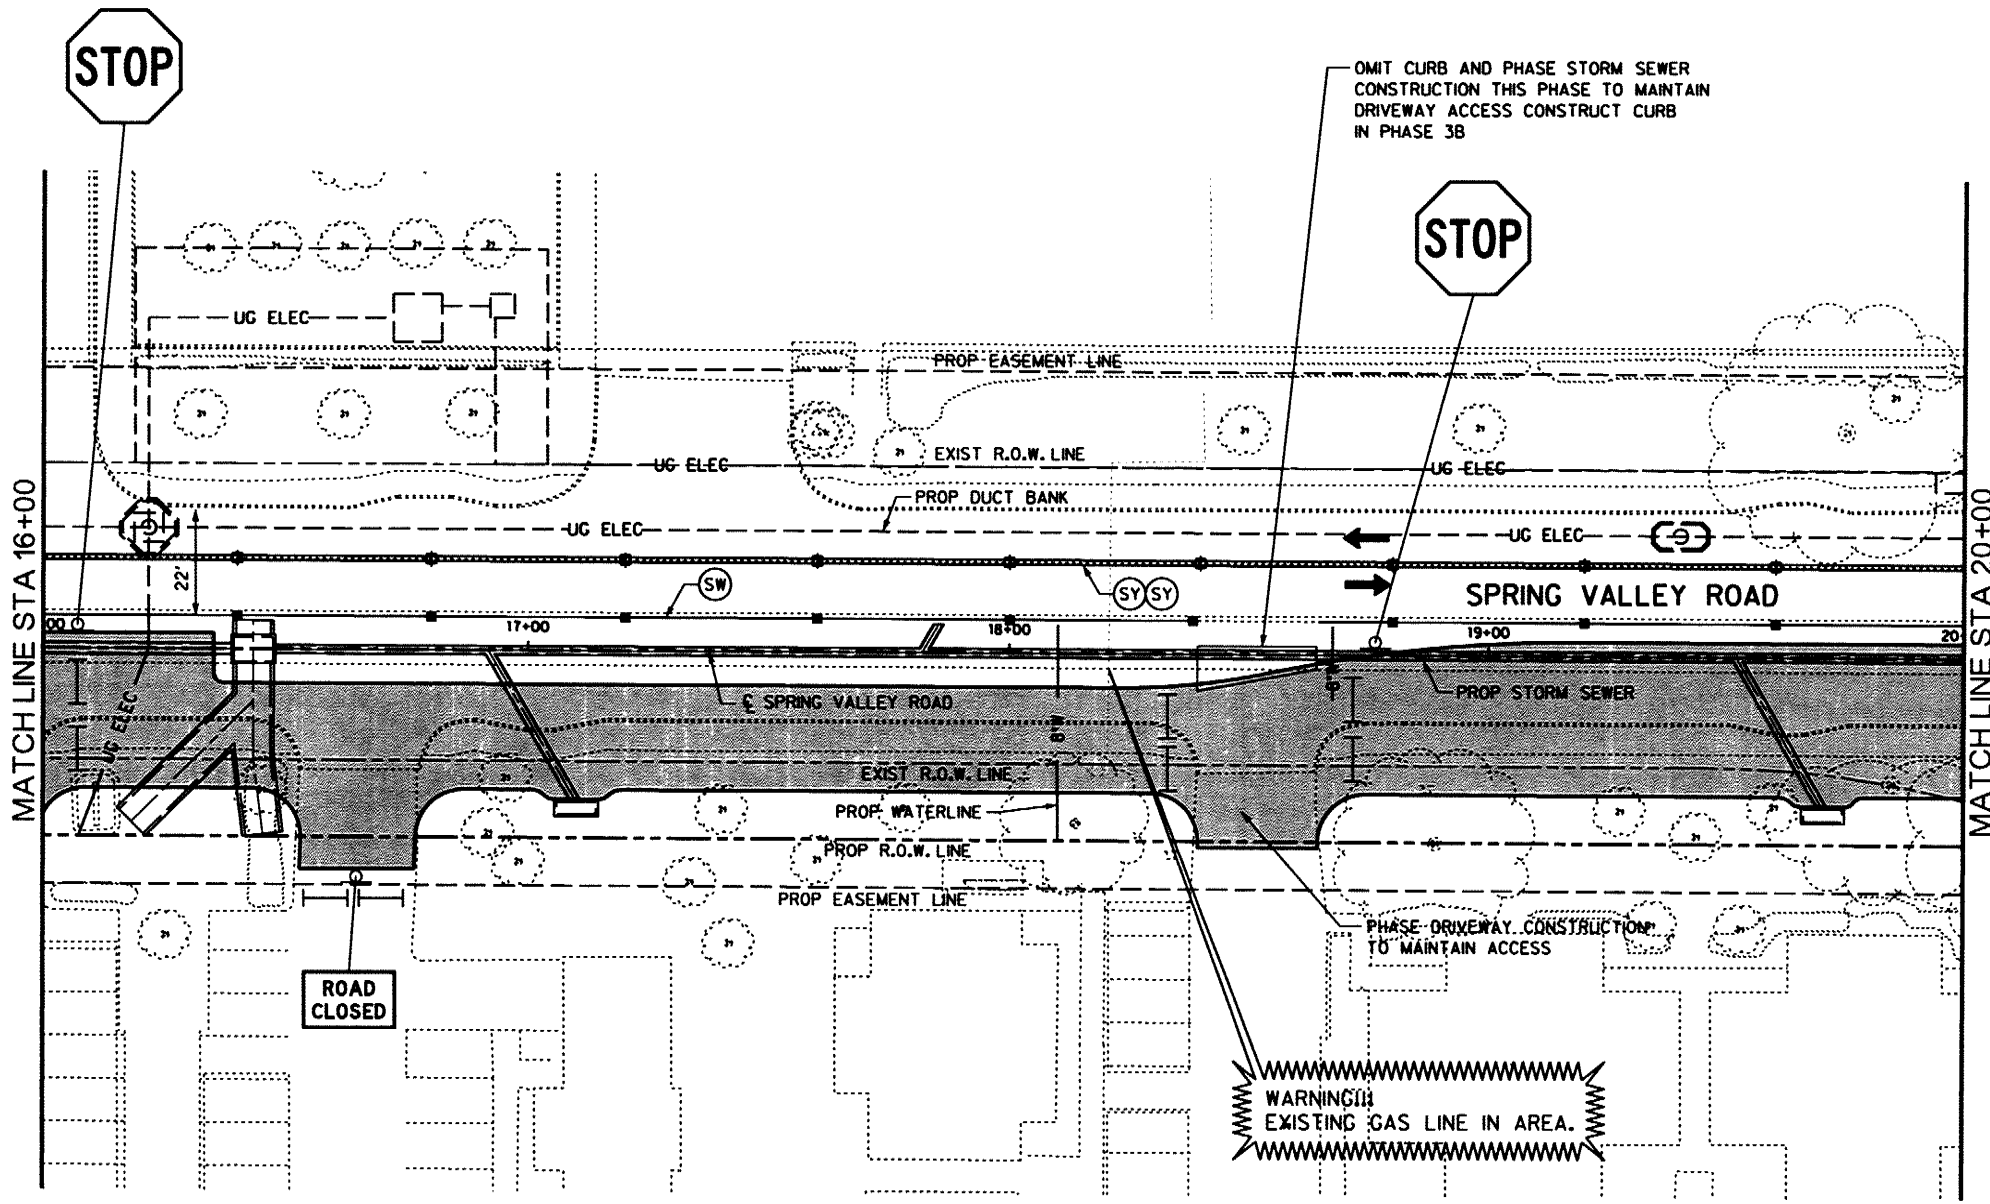 STOP
OMIT CURB AND PHASE STORM SEWER
CONSTRUCTION THIS PHASE TO MAINTAIN
DRIVEWAY ACCESS CONSTRUCT CURB
IN PHASE 3B
STOP
UG ELEC
PROP EASEMENT LINE
EXIST R.O.W. LINE
UG ELEC
UG ELEC
PROP DUCT BANK
UG ELEC
UG ELEC
MATCH LINE STA 16+00
MATCH LINE STA 20+00
22'
SW
SY SY
SPRING VALLEY ROAD
00
17+00
18+00
19+00
20
UG ELEC
℄ SPRING VALLEY ROAD
PROP STORM SEWER
8"W
EXIST R.O.W. LINE
PROP WATERLINE
PROP R.O.W. LINE
PROP EASEMENT LINE
PHASE DRIVEWAY CONSTRUCTION
TO MAINTAIN ACCESS
ROAD
CLOSED
WARNING!!!
EXISTING GAS LINE IN AREA.